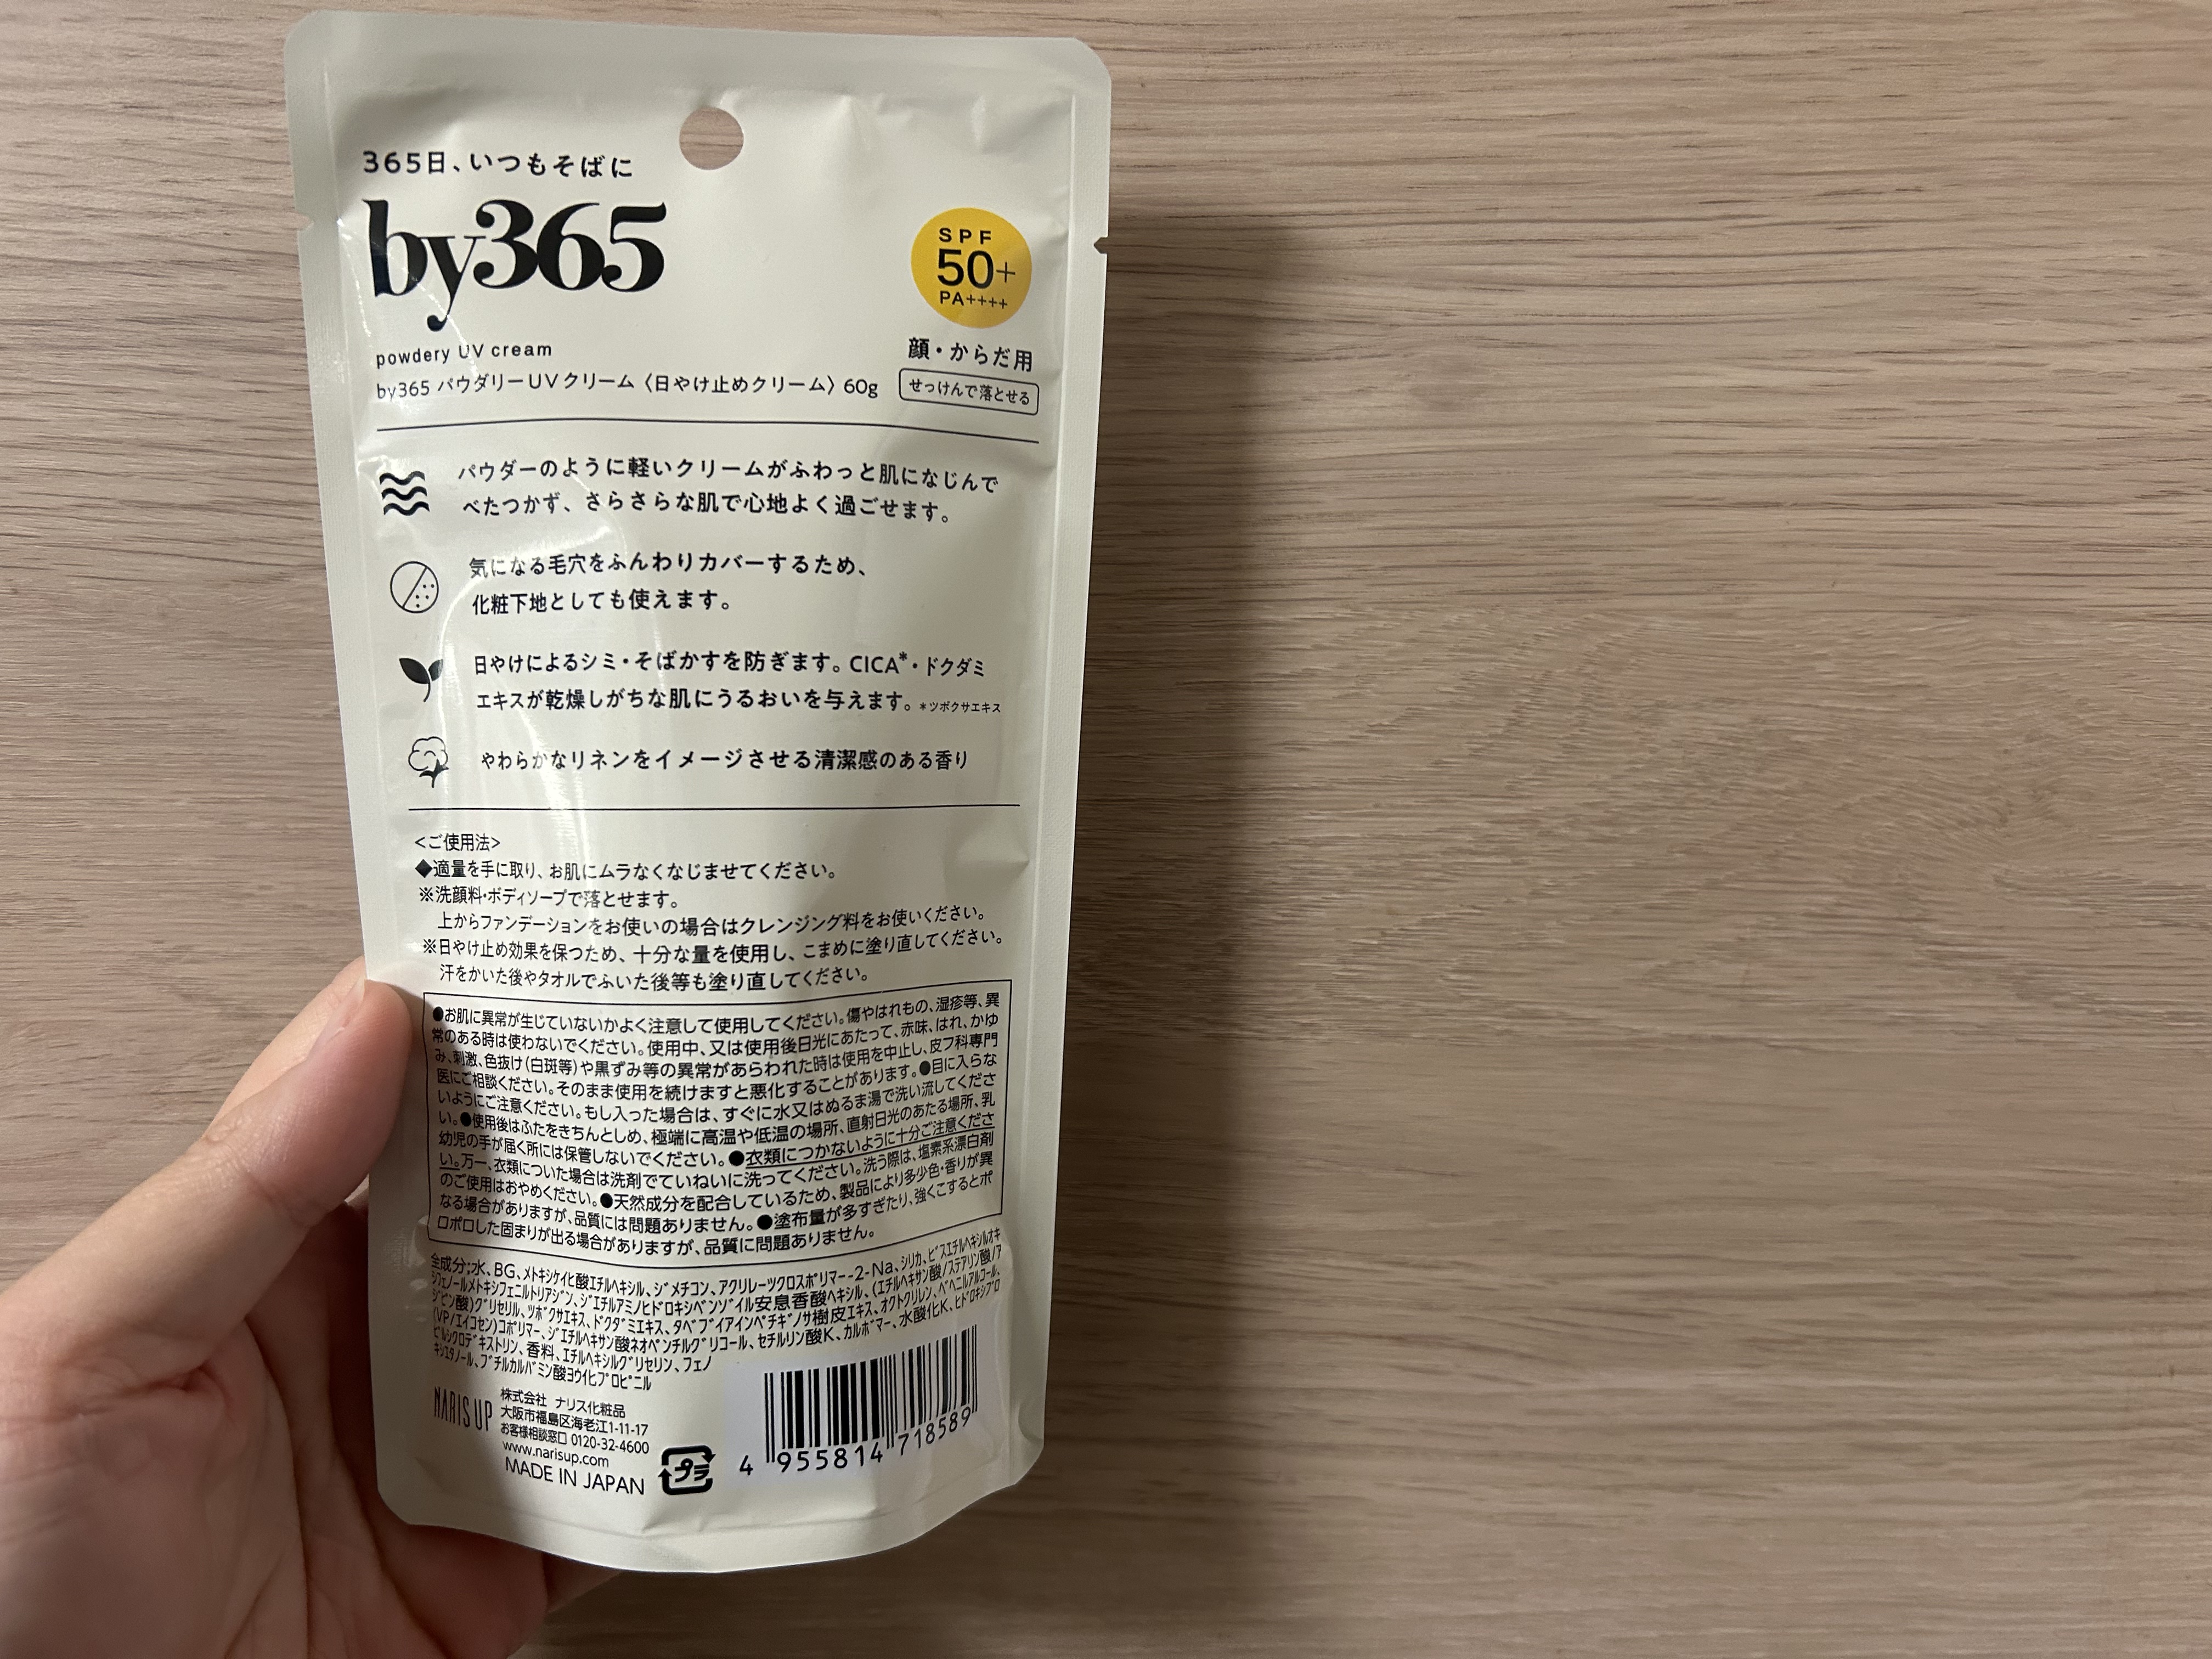 365日、いつもそばに
by365
SPF
50+
PA++++
powdery UV cream
by365 パウダリーUVクリーム〈日やけ止めクリーム〉60g
顔・からだ用
せっけんで落とせる
パウダーのように軽いクリームがふわっと肌になじんで
べたつかず、さらさらな肌で心地よく過ごせます。
気になる毛穴をふんわりカバーするため、
化粧下地としても使えます。
日やけによるシミ・そばかすを防ぎます。CICA*・ドクダミ
エキスが乾燥しがちな肌にうるおいを与えます。*ツボクサエキス
やわらかなリネンをイメージさせる清潔感のある香り
<ご使用法>
◆適量を手に取り、お肌にムラなくなじませてください。
※洗顔料・ボディソープで落とせます。
上からファンデーションをお使いの場合はクレンジング料をお使いください。
※日やけ止め効果を保つため、十分な量を使用し、こまめに塗り直してください。
汗をかいた後やタオルでふいた後等も塗り直してください。
●お肌に異常が生じていないかよく注意して使用してください。傷やはれもの、湿疹等、異
常のある時は使わないでください。使用中、又は使用後日光にあたって、赤味、はれ、かゆ
み、刺激、色抜け(白斑等)や黒ずみ等の異常があらわれた時は使用を中止し、皮フ科専門
医にご相談ください。そのまま使用を続けますと悪化することがあります。●目に入らな
いようにご注意ください。もし入った場合は、すぐに水又はぬるま湯で洗い流してくださ
い。●使用後はふたをきちんとしめ、極端に高温や低温の場所、直射日光のあたる場所、乳
幼児の手が届く所には保管しないでください。●衣類につかないように十分ご注意くださ
い。万一、衣類についた場合は洗剤でていねいに洗ってください。洗う際は、塩素系漂白剤
のご使用はおやめください。●天然成分を配合しているため、製品により多少色・香りが異
なる場合がありますが、品質には問題ありません。●塗布量が多すぎたり、強くこするとポ
ロポロした固まりが出る場合がありますが、品質に問題ありません。
全成分:水、BG、メトキシケイヒ酸エチルヘキシル、ジメチコン、アクリレーツクロスポリマー-2-Na、シリカ、ビスエチルヘキシルオキ
シフェノールメトキシフェニルトリアジン、ジエチルアミノヒドロキシベンゾイル安息香酸ヘキシル、(エチルヘキサン酸/ステアリン酸/ア
ジピン酸)グリセリル、ツボクサエキス、ドクダミエキス、タベブイアインペチギノサ樹皮エキス、オクトクリレン、ベヘニルアルコール、
(VP/エイコセン)コポリマー、ジエチルヘキサン酸ネオペンチルグリコール、セチルリン酸K、カルボマー、水酸化K、ヒドロキシプロ
ピルシクロデキストリン、香料、エチルヘキシルグリセリン、フェノ
キシエタノール、ブチルカルバミン酸ヨウ化プロピニル
NARIS UP
株式会社 ナリス化粧品
大阪市福島区海老江1-11-17
お客様相談窓口 0120-32-4600
www.narisup.com
MADE IN JAPAN
プラ
4 955814 718589